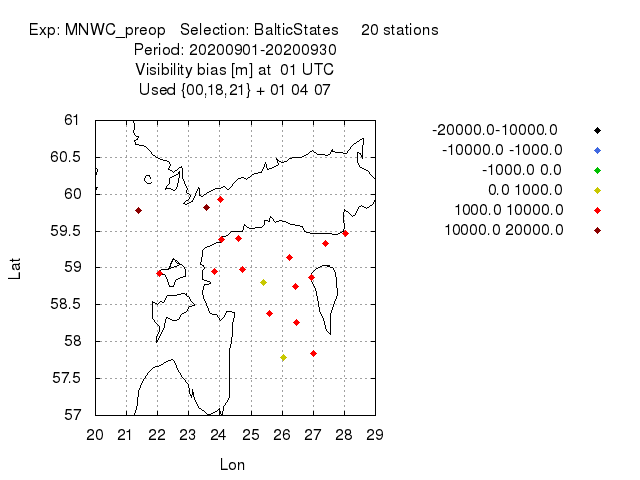 Exp: MNWC_preop   Selection: BalticStates     20 stations
Period: 20200901-20200930
Visibility bias [m] at  01 UTC
Used {00,18,21} + 01 04 07
61
60.5
60
59.5
59
58.5
58
57.5
57
Lat
20 21 22 23 24 25 26 27 28 29
Lon
-20000.0-10000.0
-10000.0 -1000.0
-1000.0 0.0
0.0 1000.0
1000.0 10000.0
10000.0 20000.0